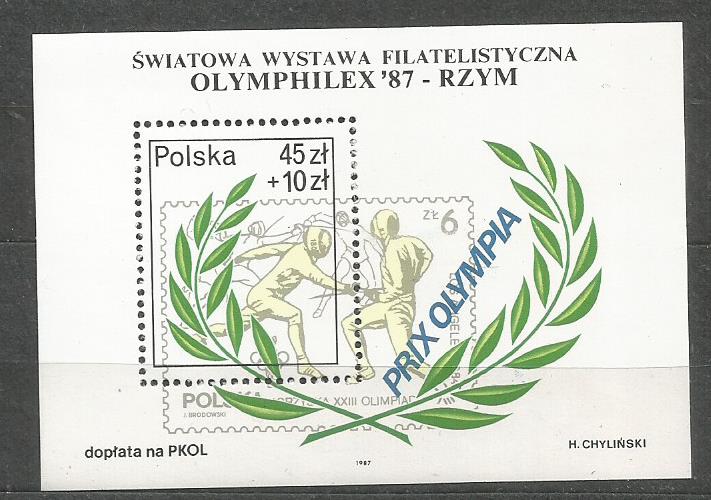 ŚWIATOWA WYSTAWA FILATELISTYCZNA
OLYMPHILEX '87 - RZYM
Polska 45 zł
+10 zł
ZŁ 6
PRIX OLYMPIA
POLSKA
XXIII OLIMPIAD
J. BRODOWSKI
dopłata na PKOL
H. CHYLIŃSKI
1987